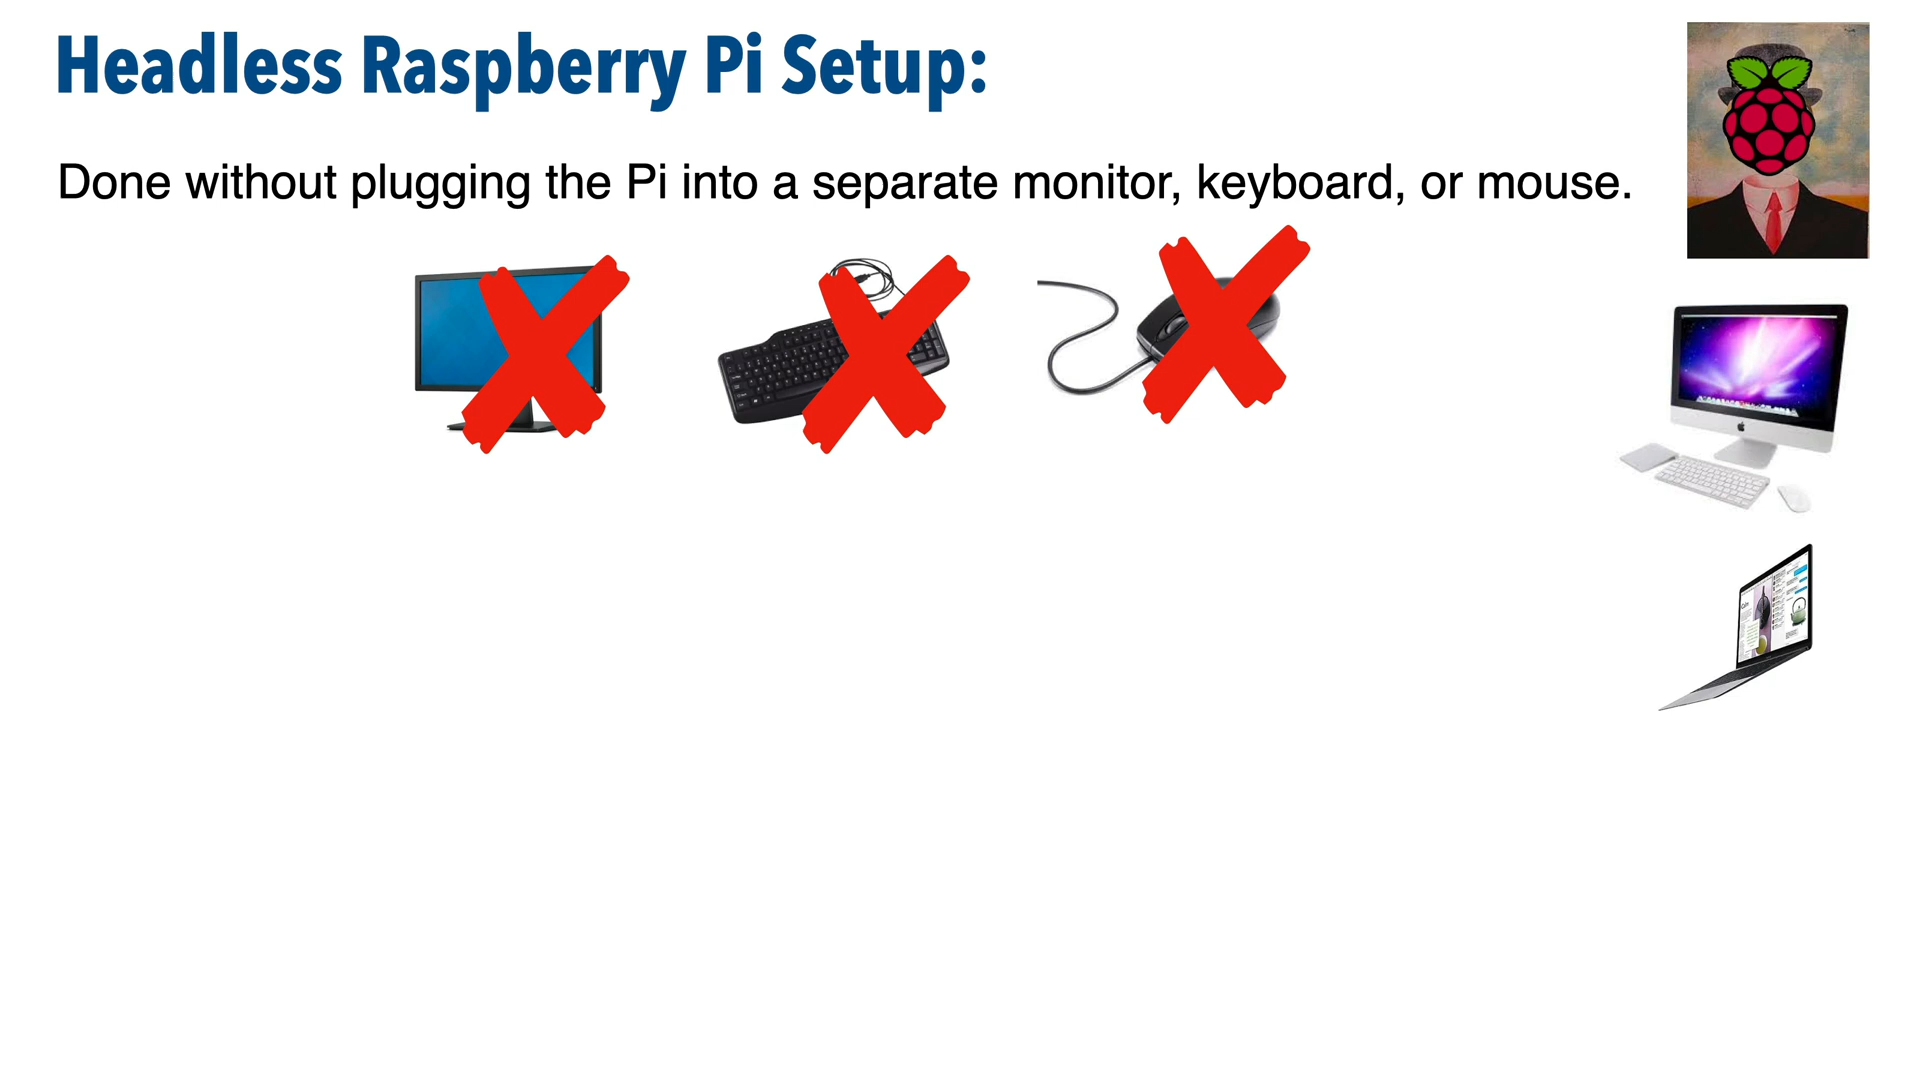 Headless Raspberry Pi Setup:
Done without plugging the Pi into a separate monitor, keyboard, or mouse.